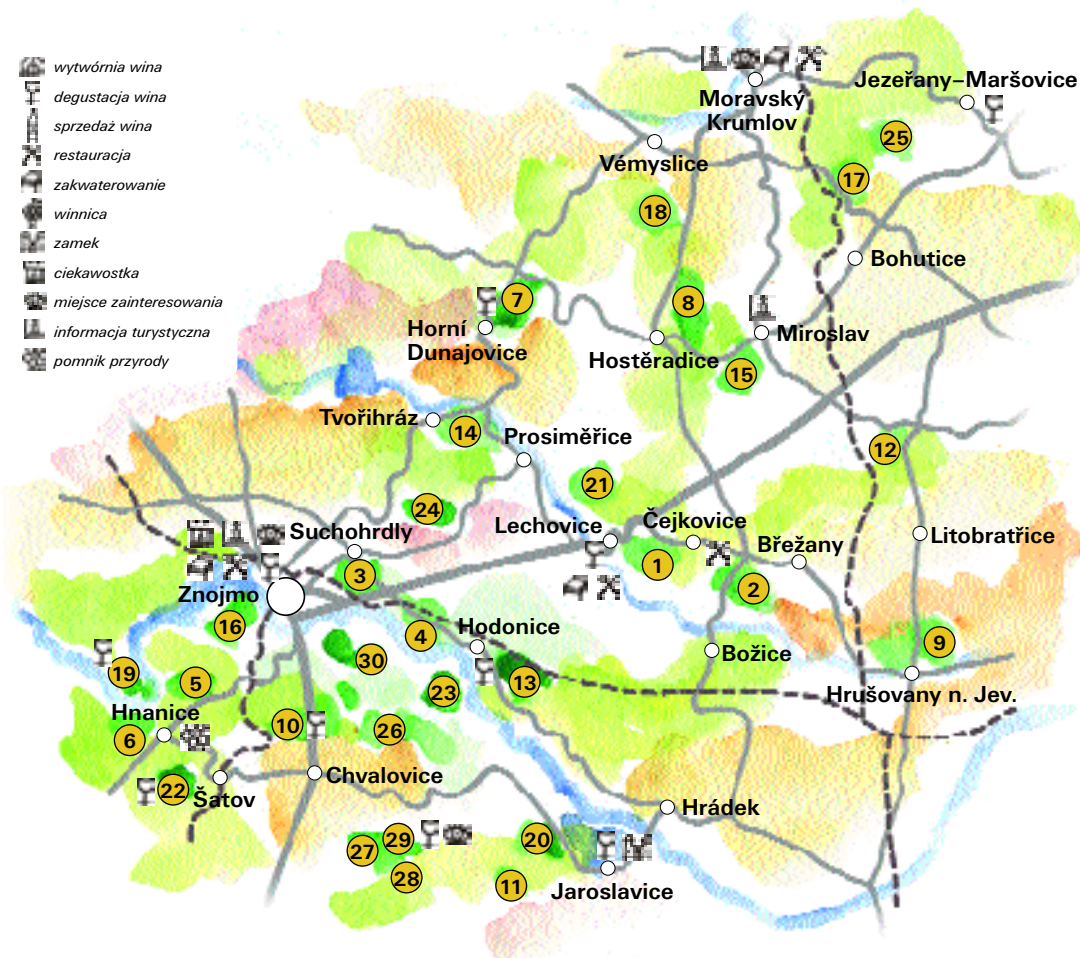 wytwórnia wina
degustacja wina
sprzedaż wina
restauracja
zakwaterowanie
winnica
zamek
ciekawostka
miejsce zainteresowania
informacja turystyczna
pomnik przyrody
Moravský
Krumlov
Jezeřany–Maršovice
25
Vémyslice
17
18
Bohutice
7
8
Horní
Dunajovice
Miroslav
Hostěradice
15
Tvořihráz
14
12
Prosiměřice
21
24
Suchohrdly
Lechovice
Čejkovice
Břežany
Litobratřice
3
1
2
Znojmo
16
4
Hodonice
9
30
Božice
19
5
23
13
Hrušovany n. Jev.
Hnanice
6
10
26
22
Šatov
Chvalovice
Hrádek
27
29
20
28
11
Jaroslavice